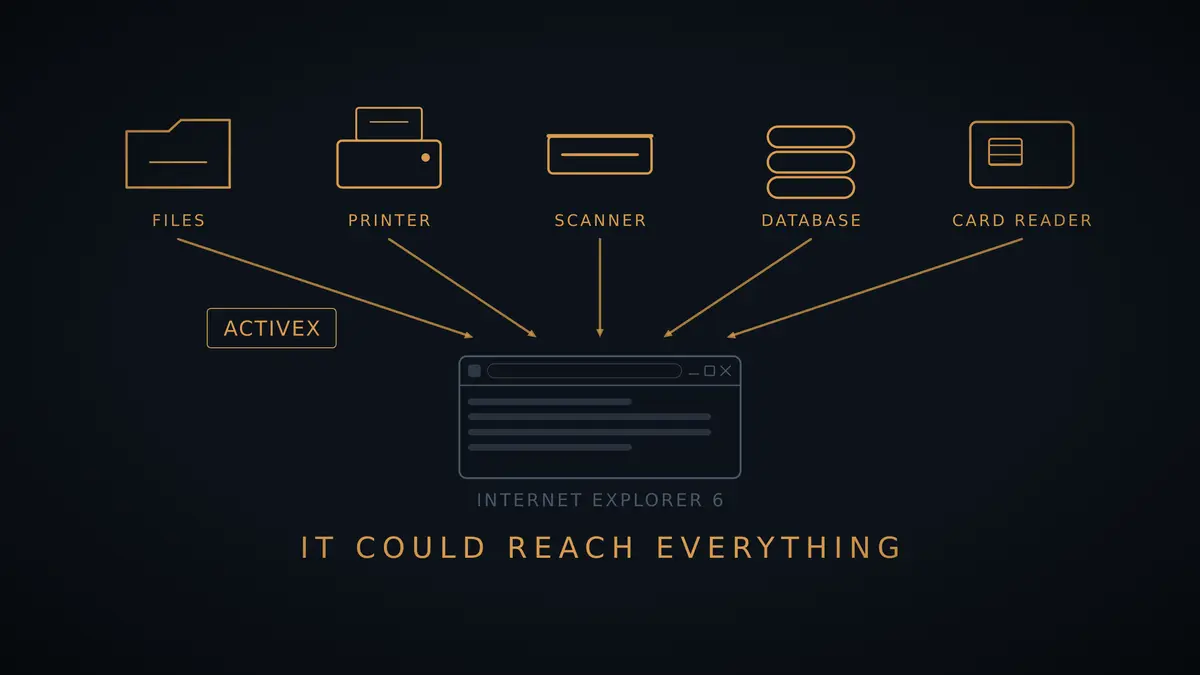 FILES
PRINTER
SCANNER
DATABASE
CARD READER
ACTIVEX
INTERNET EXPLORER 6
IT COULD REACH EVERYTHING